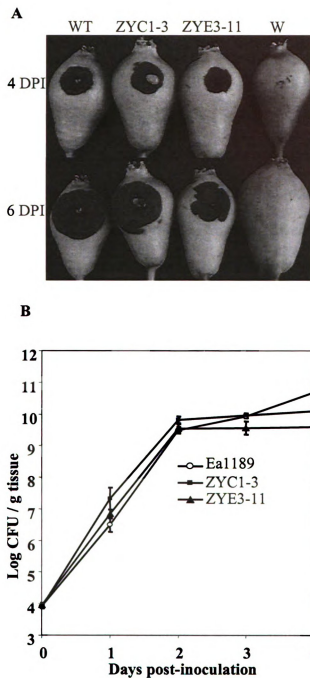 A
WT ZYC1-3 ZYE3-11 W
4 DPI
6 DPI
B
12
11
10
9
8
7
6
5
4
3
Log CFU / g tissue
Ea1189
ZYC1-3
ZYE3-11
0 1 2 3
Days post-inoculation